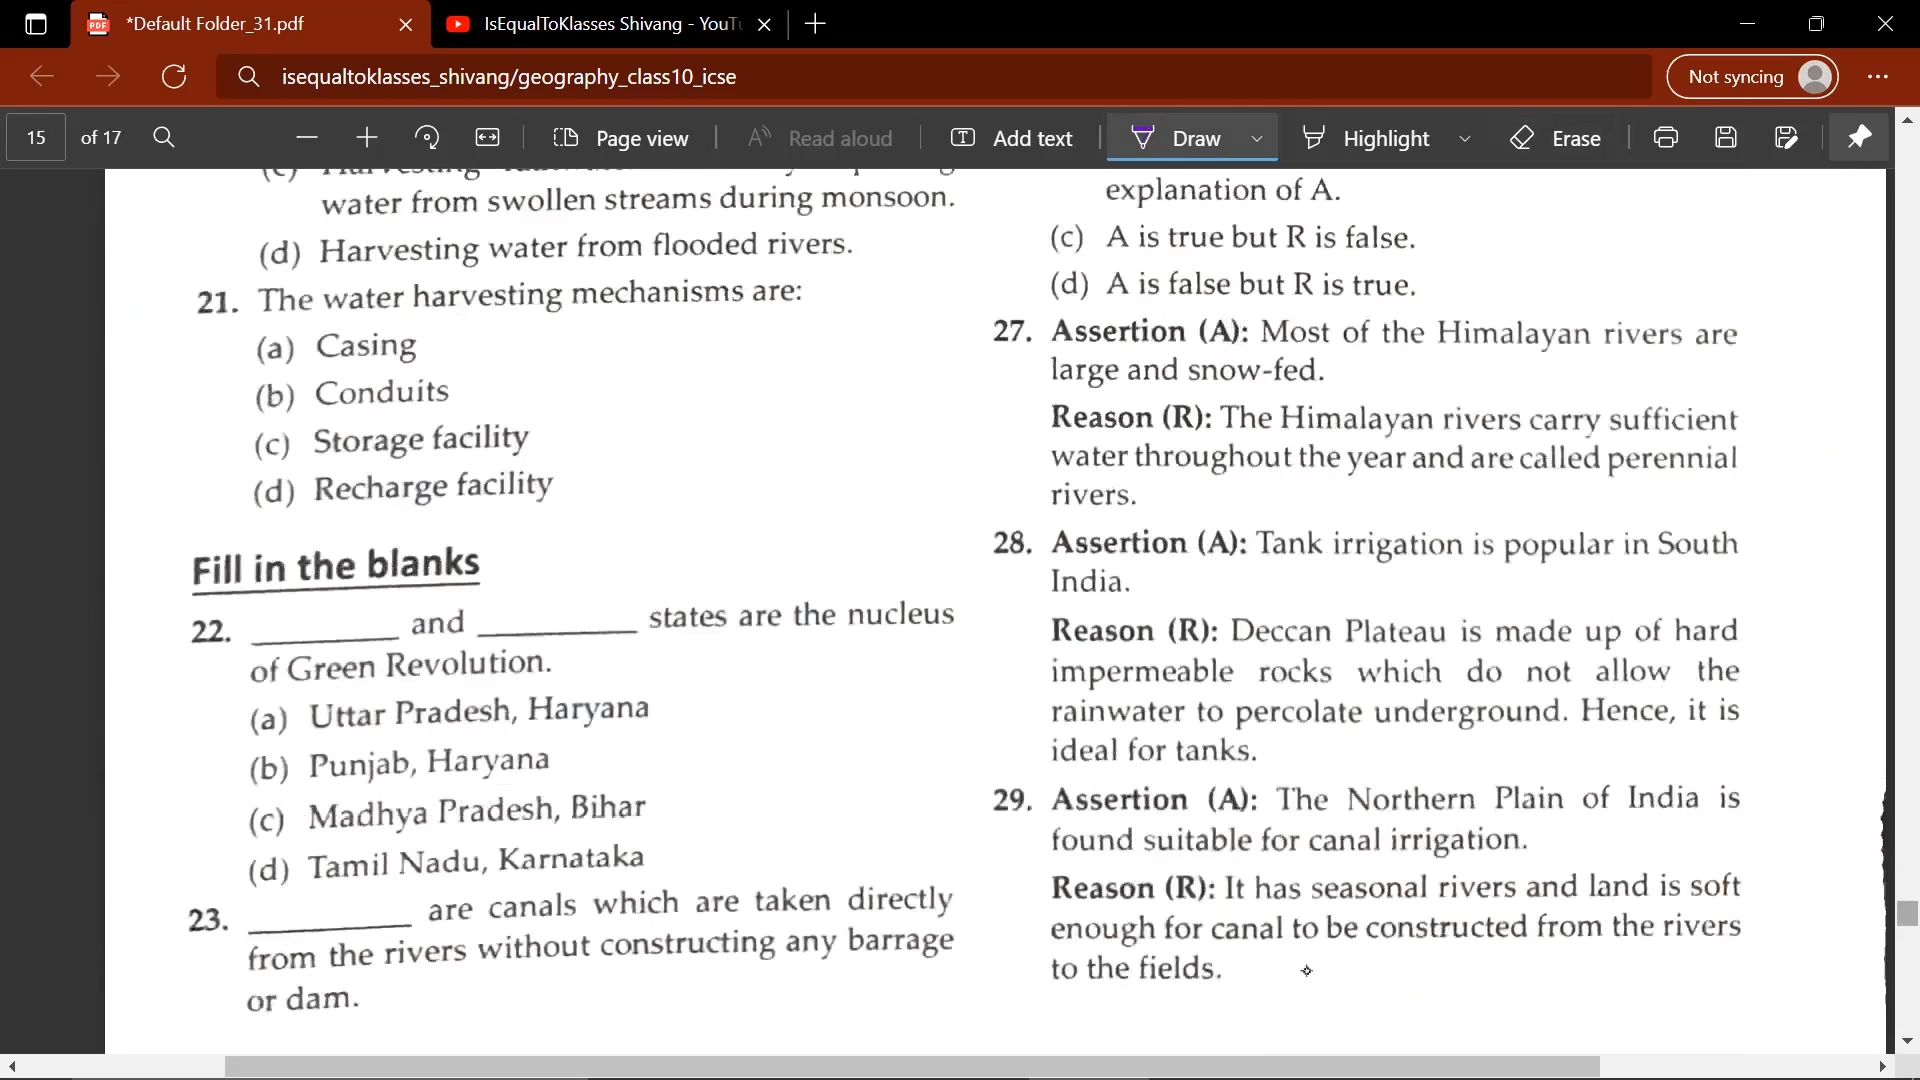 *Default Folder_31.pdf
IsEqualToKlasses Shivang - YouTu
isequaltoklasses_shivang/geography_class10_icse
Not syncing
15 of 17
Page view
Read aloud
Add text
Draw
Highlight
Erase
water from swollen streams during monsoon.
(d) Harvesting water from flooded rivers.
21. The water harvesting mechanisms are:
(a) Casing
(b) Conduits
(c) Storage facility
(d) Recharge facility
Fill in the blanks
22. __________ and __________ states are the nucleus
of Green Revolution.
(a) Uttar Pradesh, Haryana
(b) Punjab, Haryana
(c) Madhya Pradesh, Bihar
(d) Tamil Nadu, Karnataka
23. __________ are canals which are taken directly
from the rivers without constructing any barrage
or dam.
explanation of A.
(c) A is true but R is false.
(d) A is false but R is true.
27. Assertion (A): Most of the Himalayan rivers are
large and snow-fed.
Reason (R): The Himalayan rivers carry sufficient
water throughout the year and are called perennial
rivers.
28. Assertion (A): Tank irrigation is popular in South
India.
Reason (R): Deccan Plateau is made up of hard
impermeable rocks which do not allow the
rainwater to percolate underground. Hence, it is
ideal for tanks.
29. Assertion (A): The Northern Plain of India is
found suitable for canal irrigation.
Reason (R): It has seasonal rivers and land is soft
enough for canal to be constructed from the rivers
to the fields.